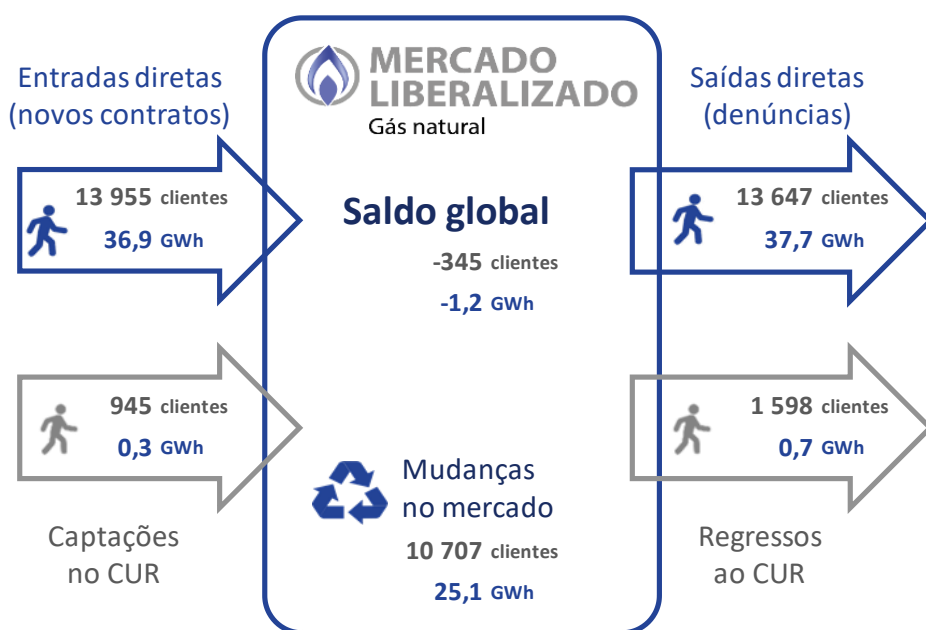 MERCADO
LIBERALIZADO
Gás natural
Entradas diretas
(novos contratos)
13 955 clientes
36,9 GWh
Saldo global
-345 clientes
-1,2 GWh
Saídas diretas
(denúncias)
13 647 clientes
37,7 GWh
945 clientes
0,3 GWh
Captações
no CUR
Mudanças
no mercado
10 707 clientes
25,1 GWh
1 598 clientes
0,7 GWh
Regressos
ao CUR